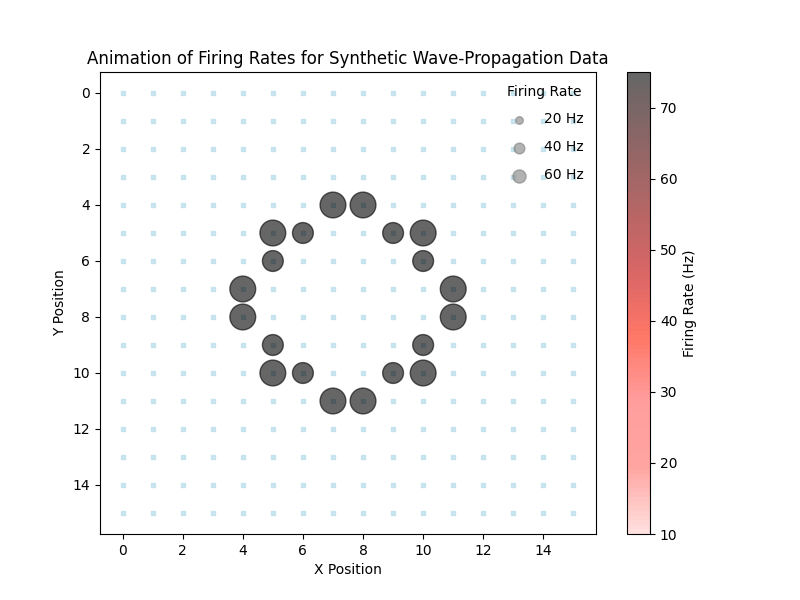 Animation of Firing Rates for Synthetic Wave-Propagation Data
Firing Rate
20 Hz
40 Hz
60 Hz
0
2
4
6
8
10
12
14
Y Position
0 2 4 6 8 10 12 14
X Position
70
60
50
40
30
20
10
Firing Rate (Hz)